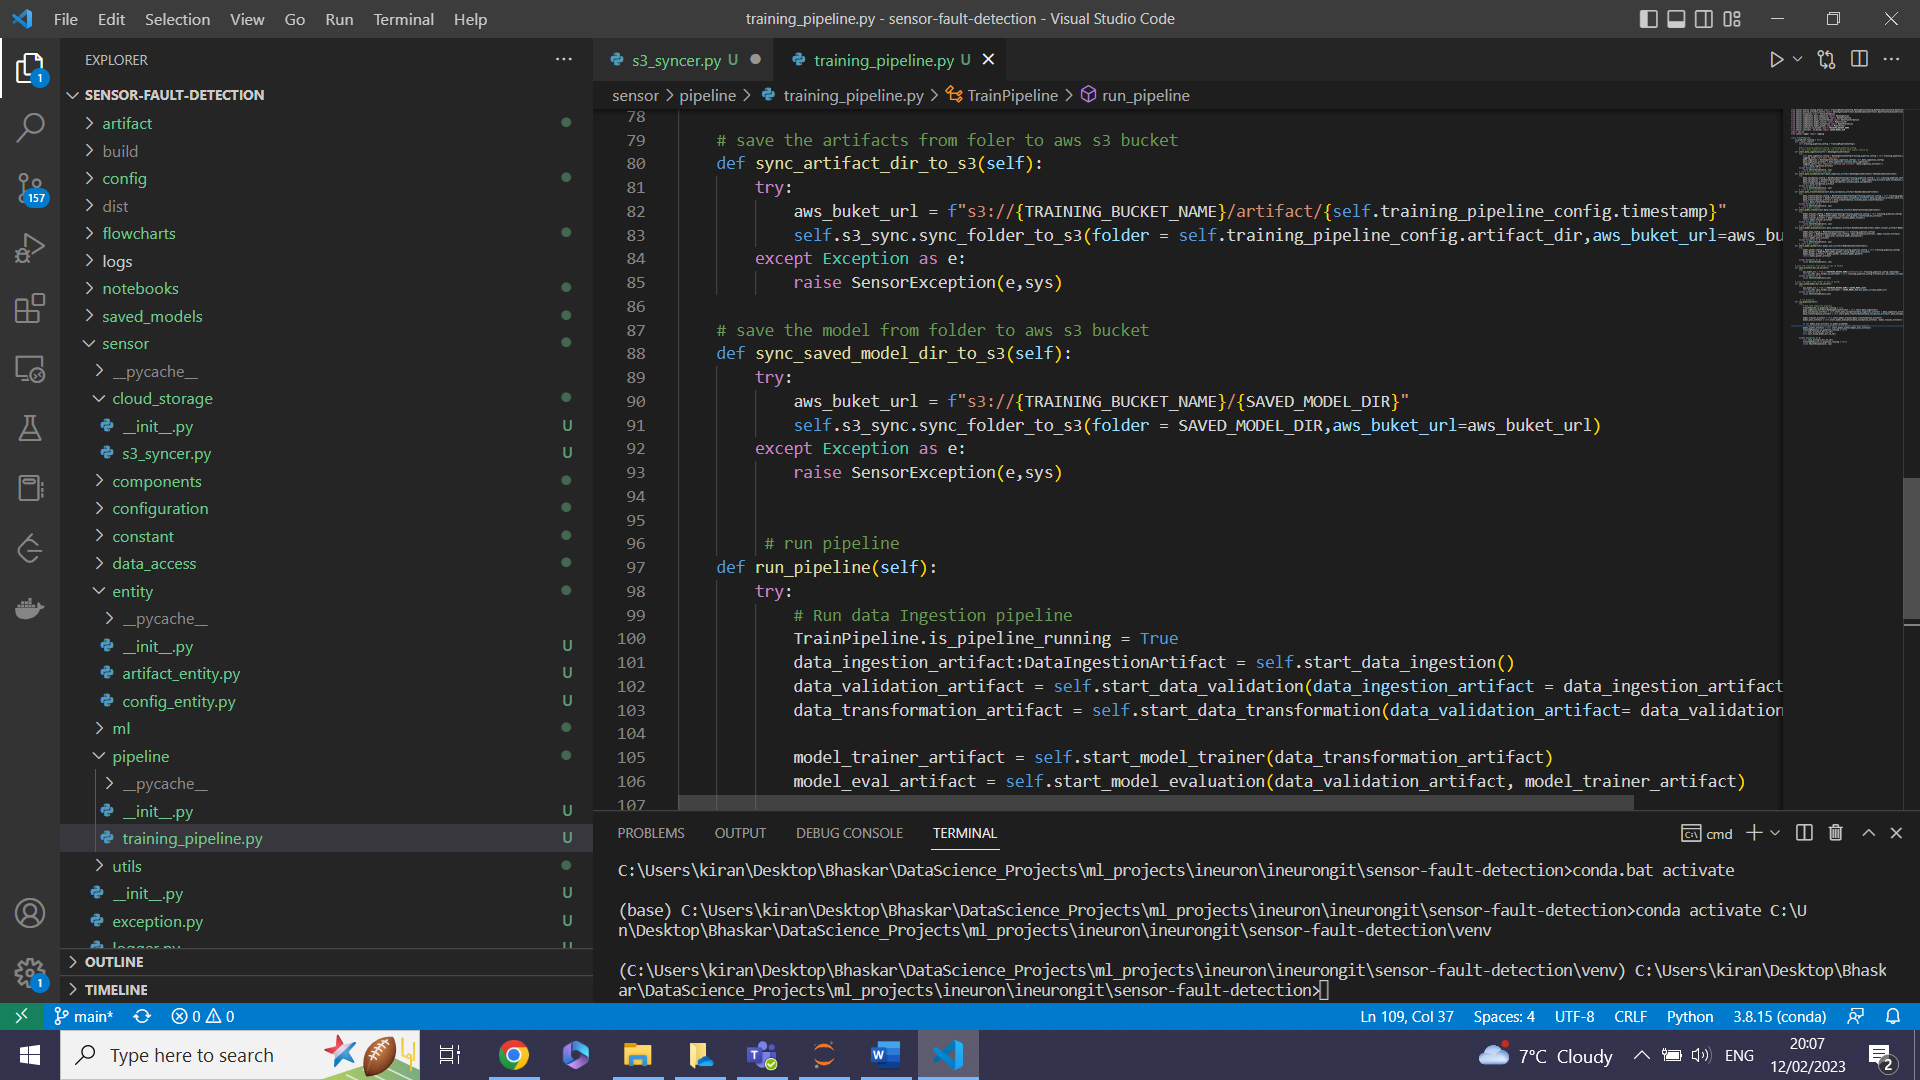 File Edit Selection View Go Run Terminal Help
training_pipeline.py - sensor-fault-detection - Visual Studio Code
EXPLORER
SENSOR-FAULT-DETECTION
artifact
build
config
dist
flowcharts
logs
notebooks
saved_models
sensor
__pycache__
cloud_storage
__init__.py U
s3_syncer.py U
components
configuration
constant
data_access
entity
__pycache__
__init__.py U
artifact_entity.py U
config_entity.py U
ml
pipeline
__pycache__
__init__.py U
training_pipeline.py U
utils
__init__.py U
exception.py U
logger.py U
OUTLINE
TIMELINE
1
157
1
s3_syncer.py U
training_pipeline.py U
sensor > pipeline > training_pipeline.py > TrainPipeline > run_pipeline
78
79 # save the artifacts from foler to aws s3 bucket
80 def sync_artifact_dir_to_s3(self):
81 try:
82 aws_buket_url = f"s3://{TRAINING_BUCKET_NAME}/artifact/{self.training_pipeline_config.timestamp}"
83 self.s3_sync.sync_folder_to_s3(folder = self.training_pipeline_config.artifact_dir,aws_buket_url=aws_bu
84 except Exception as e:
85 raise SensorException(e,sys)
86
87 # save the model from folder to aws s3 bucket
88 def sync_saved_model_dir_to_s3(self):
89 try:
90 aws_buket_url = f"s3://{TRAINING_BUCKET_NAME}/{SAVED_MODEL_DIR}"
91 self.s3_sync.sync_folder_to_s3(folder = SAVED_MODEL_DIR,aws_buket_url=aws_buket_url)
92 except Exception as e:
93 raise SensorException(e,sys)
94
95
96 # run pipeline
97 def run_pipeline(self):
98 try:
99 # Run data Ingestion pipeline
100 TrainPipeline.is_pipeline_running = True
101 data_ingestion_artifact:DataIngestionArtifact = self.start_data_ingestion()
102 data_validation_artifact = self.start_data_validation(data_ingestion_artifact = data_ingestion_artifact
103 data_transformation_artifact = self.start_data_transformation(data_validation_artifact= data_validation
104
105 model_trainer_artifact = self.start_model_trainer(data_transformation_artifact)
106 model_eval_artifact = self.start_model_evaluation(data_validation_artifact, model_trainer_artifact)
107
PROBLEMS OUTPUT DEBUG CONSOLE TERMINAL
cmd
C:\Users\kiran\Desktop\Bhaskar\DataScience_Projects\ml_projects\ineuron\ineurongit\sensor-fault-detection>conda.bat activate
(base) C:\Users\kiran\Desktop\Bhaskar\DataScience_Projects\ml_projects\ineuron\ineurongit\sensor-fault-detection>conda activate C:\U
n\Desktop\Bhaskar\DataScience_Projects\ml_projects\ineuron\ineurongit\sensor-fault-detection\venv
(C:\Users\kiran\Desktop\Bhaskar\DataScience_Projects\ml_projects\ineuron\ineurongit\sensor-fault-detection\venv) C:\Users\kiran\Desktop\Bhask
ar\DataScience_Projects\ml_projects\ineuron\ineurongit\sensor-fault-detection>
main* 0 0
Ln 109, Col 37 Spaces: 4 UTF-8 CRLF Python 3.8.15 (conda)
Type here to search
7°C Cloudy ENG
20:07
12/02/2023
2